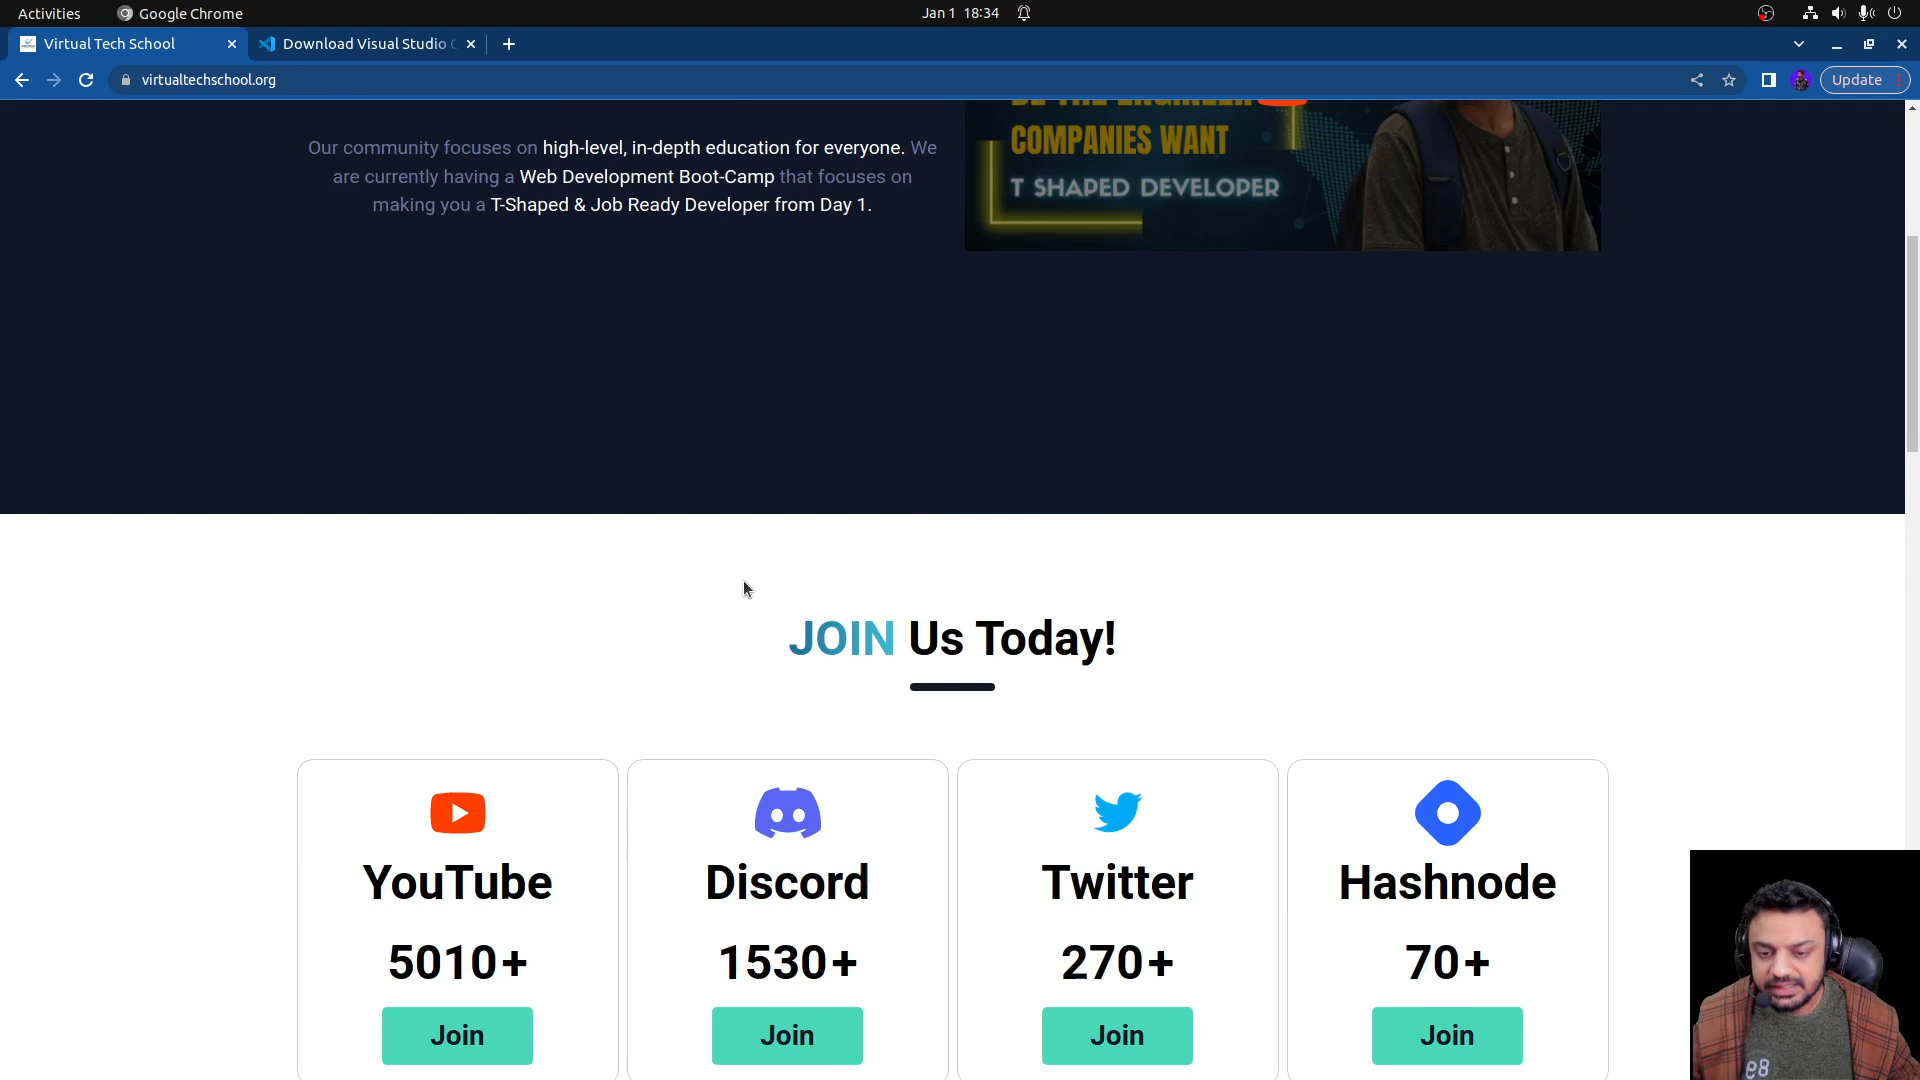 Activities
Google Chrome
Jan 1 18:34
Virtual Tech School
Download Visual Studio
virtualtechschool.org
Update
COMPANIES WANT
T SHAPED DEVELOPER
Our community focuses on high-level, in-depth education for everyone. We
are currently having a Web Development Boot-Camp that focuses on
making you a T-Shaped & Job Ready Developer from Day 1.
JOIN Us Today!
YouTube
5010+
Join
Discord
1530+
Join
Twitter
270+
Join
Hashnode
70+
Join